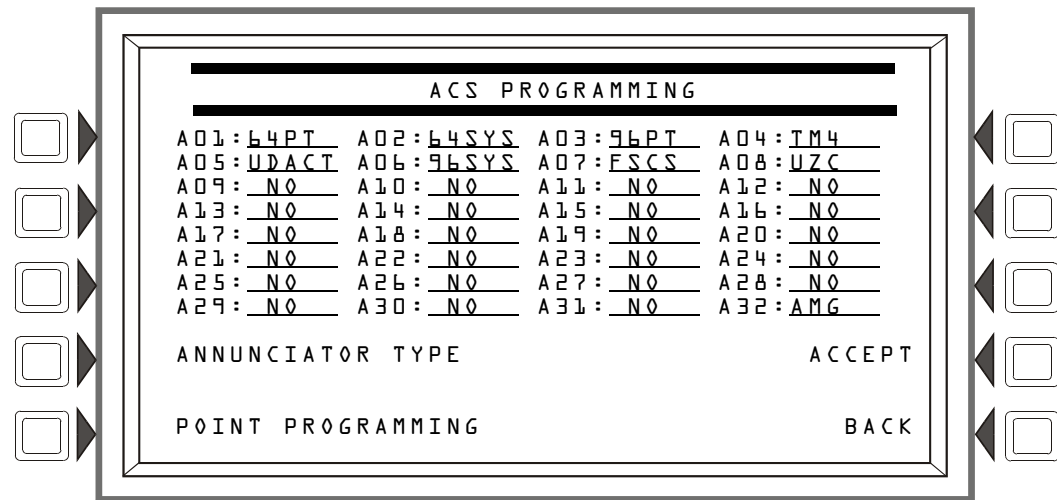 ACS PROGRAMMING
A01:64PT A02:64SYS A03:96PT A04:TM4
A05:UDACT A06:96SYS A07:FSCS A08:UZC
A09: NO A10: NO A11: NO A12: NO
A13: NO A14: NO A15: NO A16: NO
A17: NO A18: NO A19: NO A20: NO
A21: NO A22: NO A23: NO A24: NO
A25: NO A26: NO A27: NO A28: NO
A29: NO A30: NO A31: NO A32:AMG
ANNUNCIATOR TYPE ACCEPT
POINT PROGRAMMING BACK